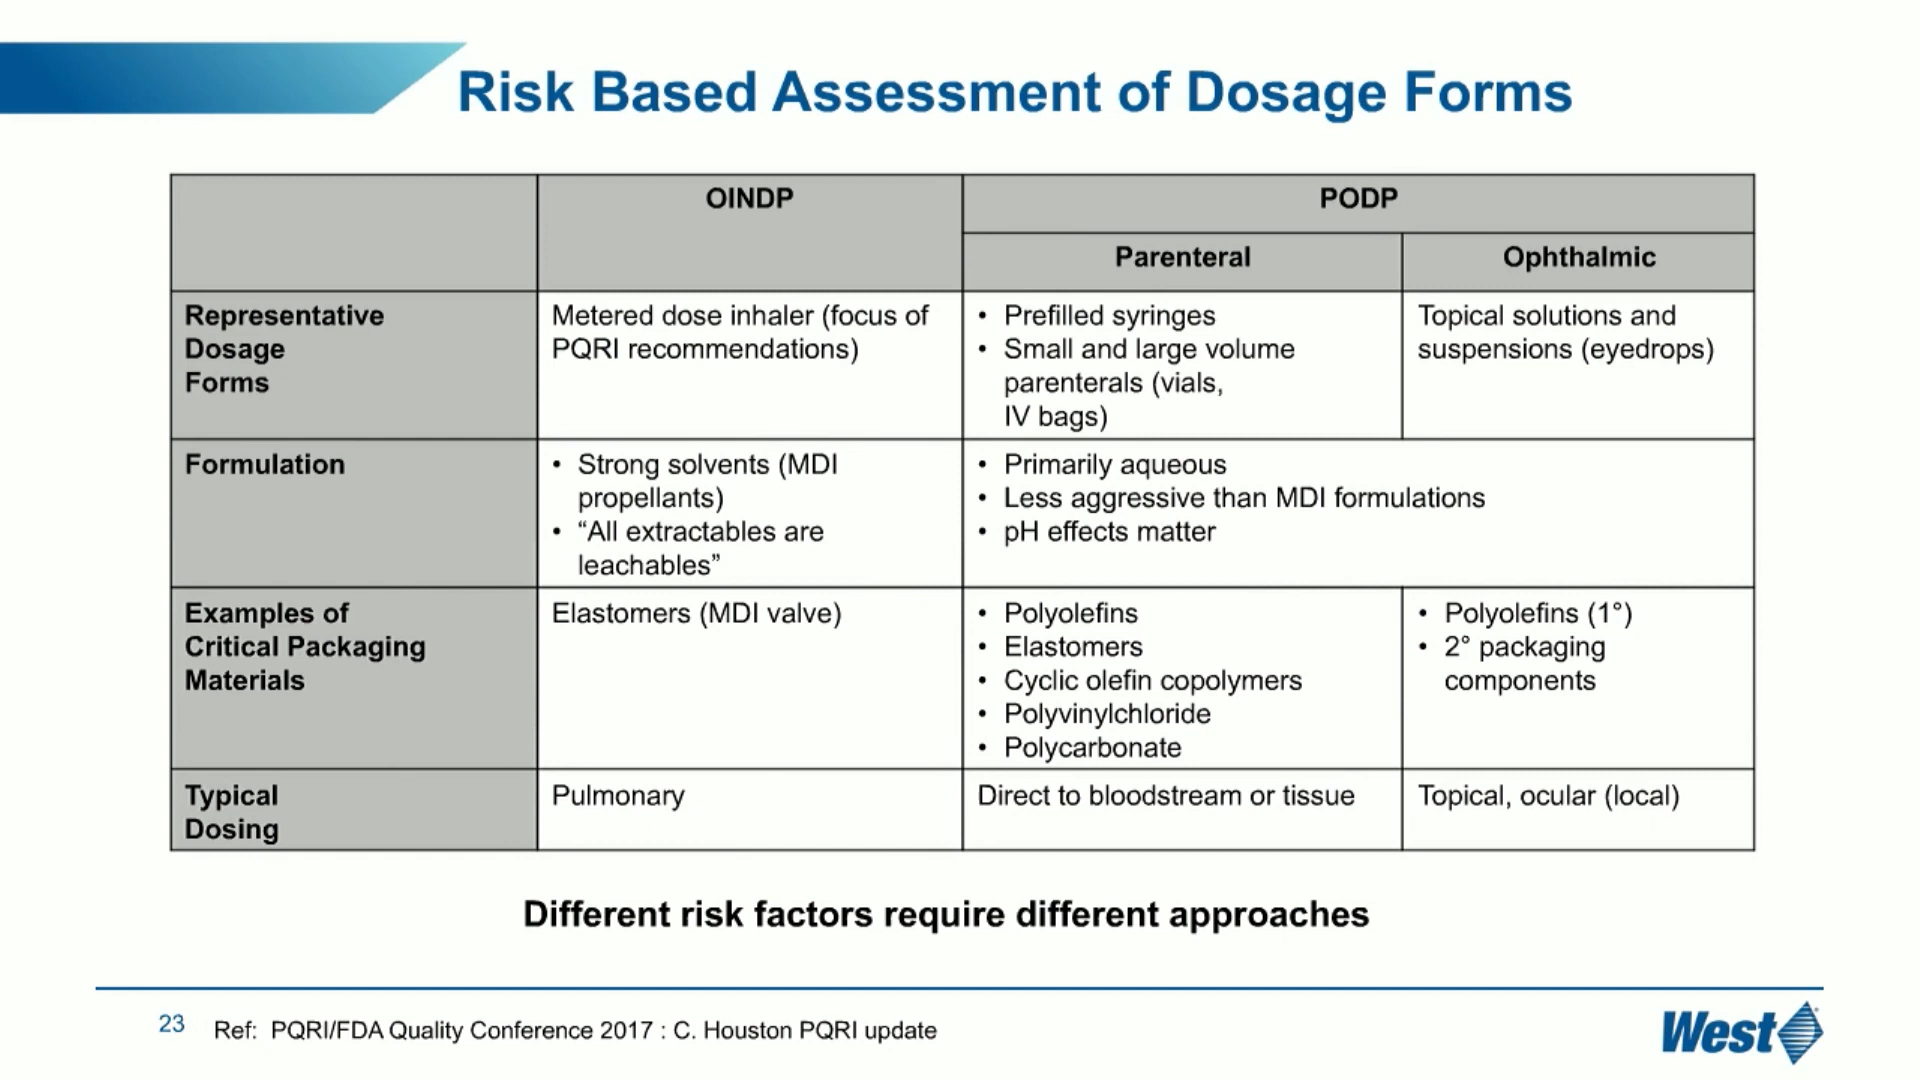 Risk Based Assessment of Dosage Forms
OINDP
PODP
Parenteral
Ophthalmic
Representative
Dosage
Forms
Metered dose inhaler (focus of
PQRI recommendations)
• Prefilled syringes
• Small and large volume
parenterals (vials,
IV bags)
Topical solutions and
suspensions (eyedrops)
Formulation
• Strong solvents (MDI
propellants)
• “All extractables are
leachables”
• Primarily aqueous
• Less aggressive than MDI formulations
• pH effects matter
Examples of
Critical Packaging
Materials
Elastomers (MDI valve)
• Polyolefins
• Elastomers
• Cyclic olefin copolymers
• Polyvinylchloride
• Polycarbonate
• Polyolefins (1°)
• 2° packaging
components
Typical
Dosing
Pulmonary
Direct to bloodstream or tissue
Topical, ocular (local)
Different risk factors require different approaches
23
Ref: PQRI/FDA Quality Conference 2017 : C. Houston PQRI update
West